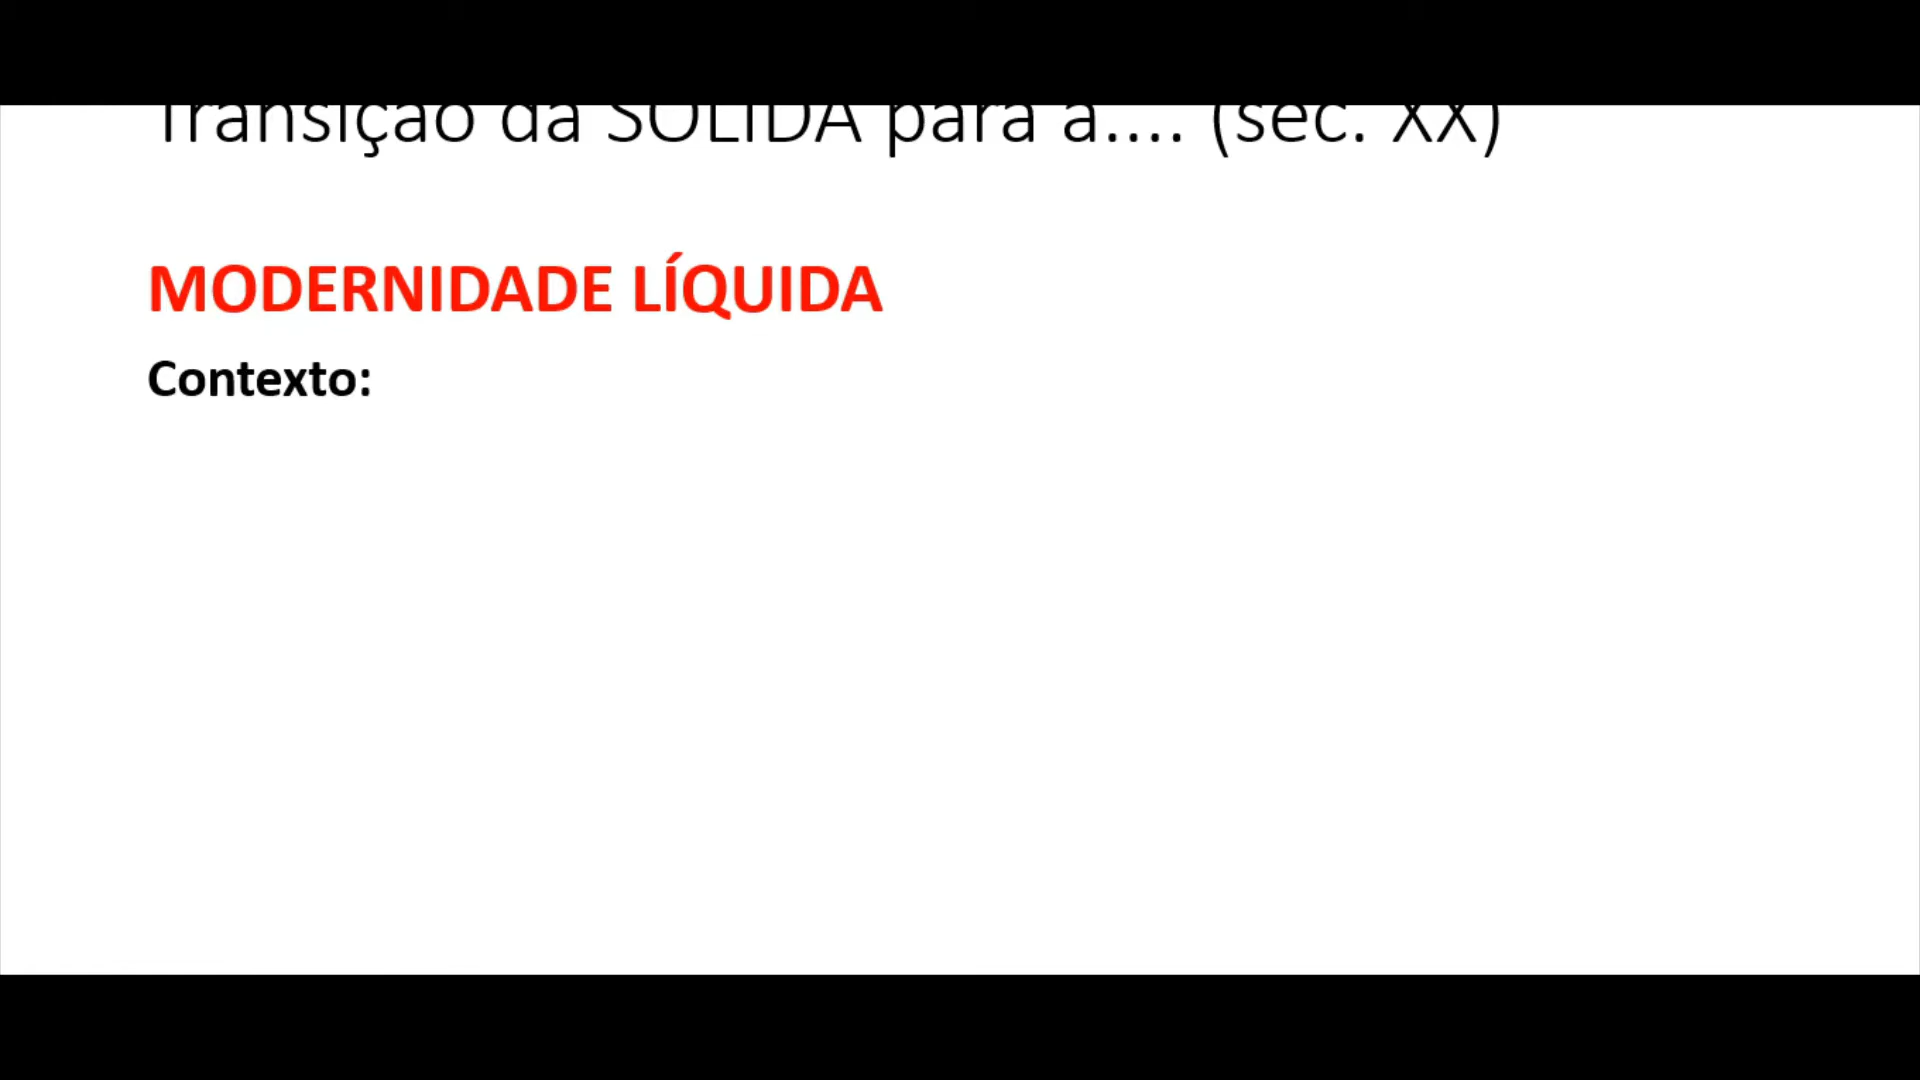 Transição da SÓLIDA para a.... (séc. XX)
MODERNIDADE LÍQUIDA
Contexto: